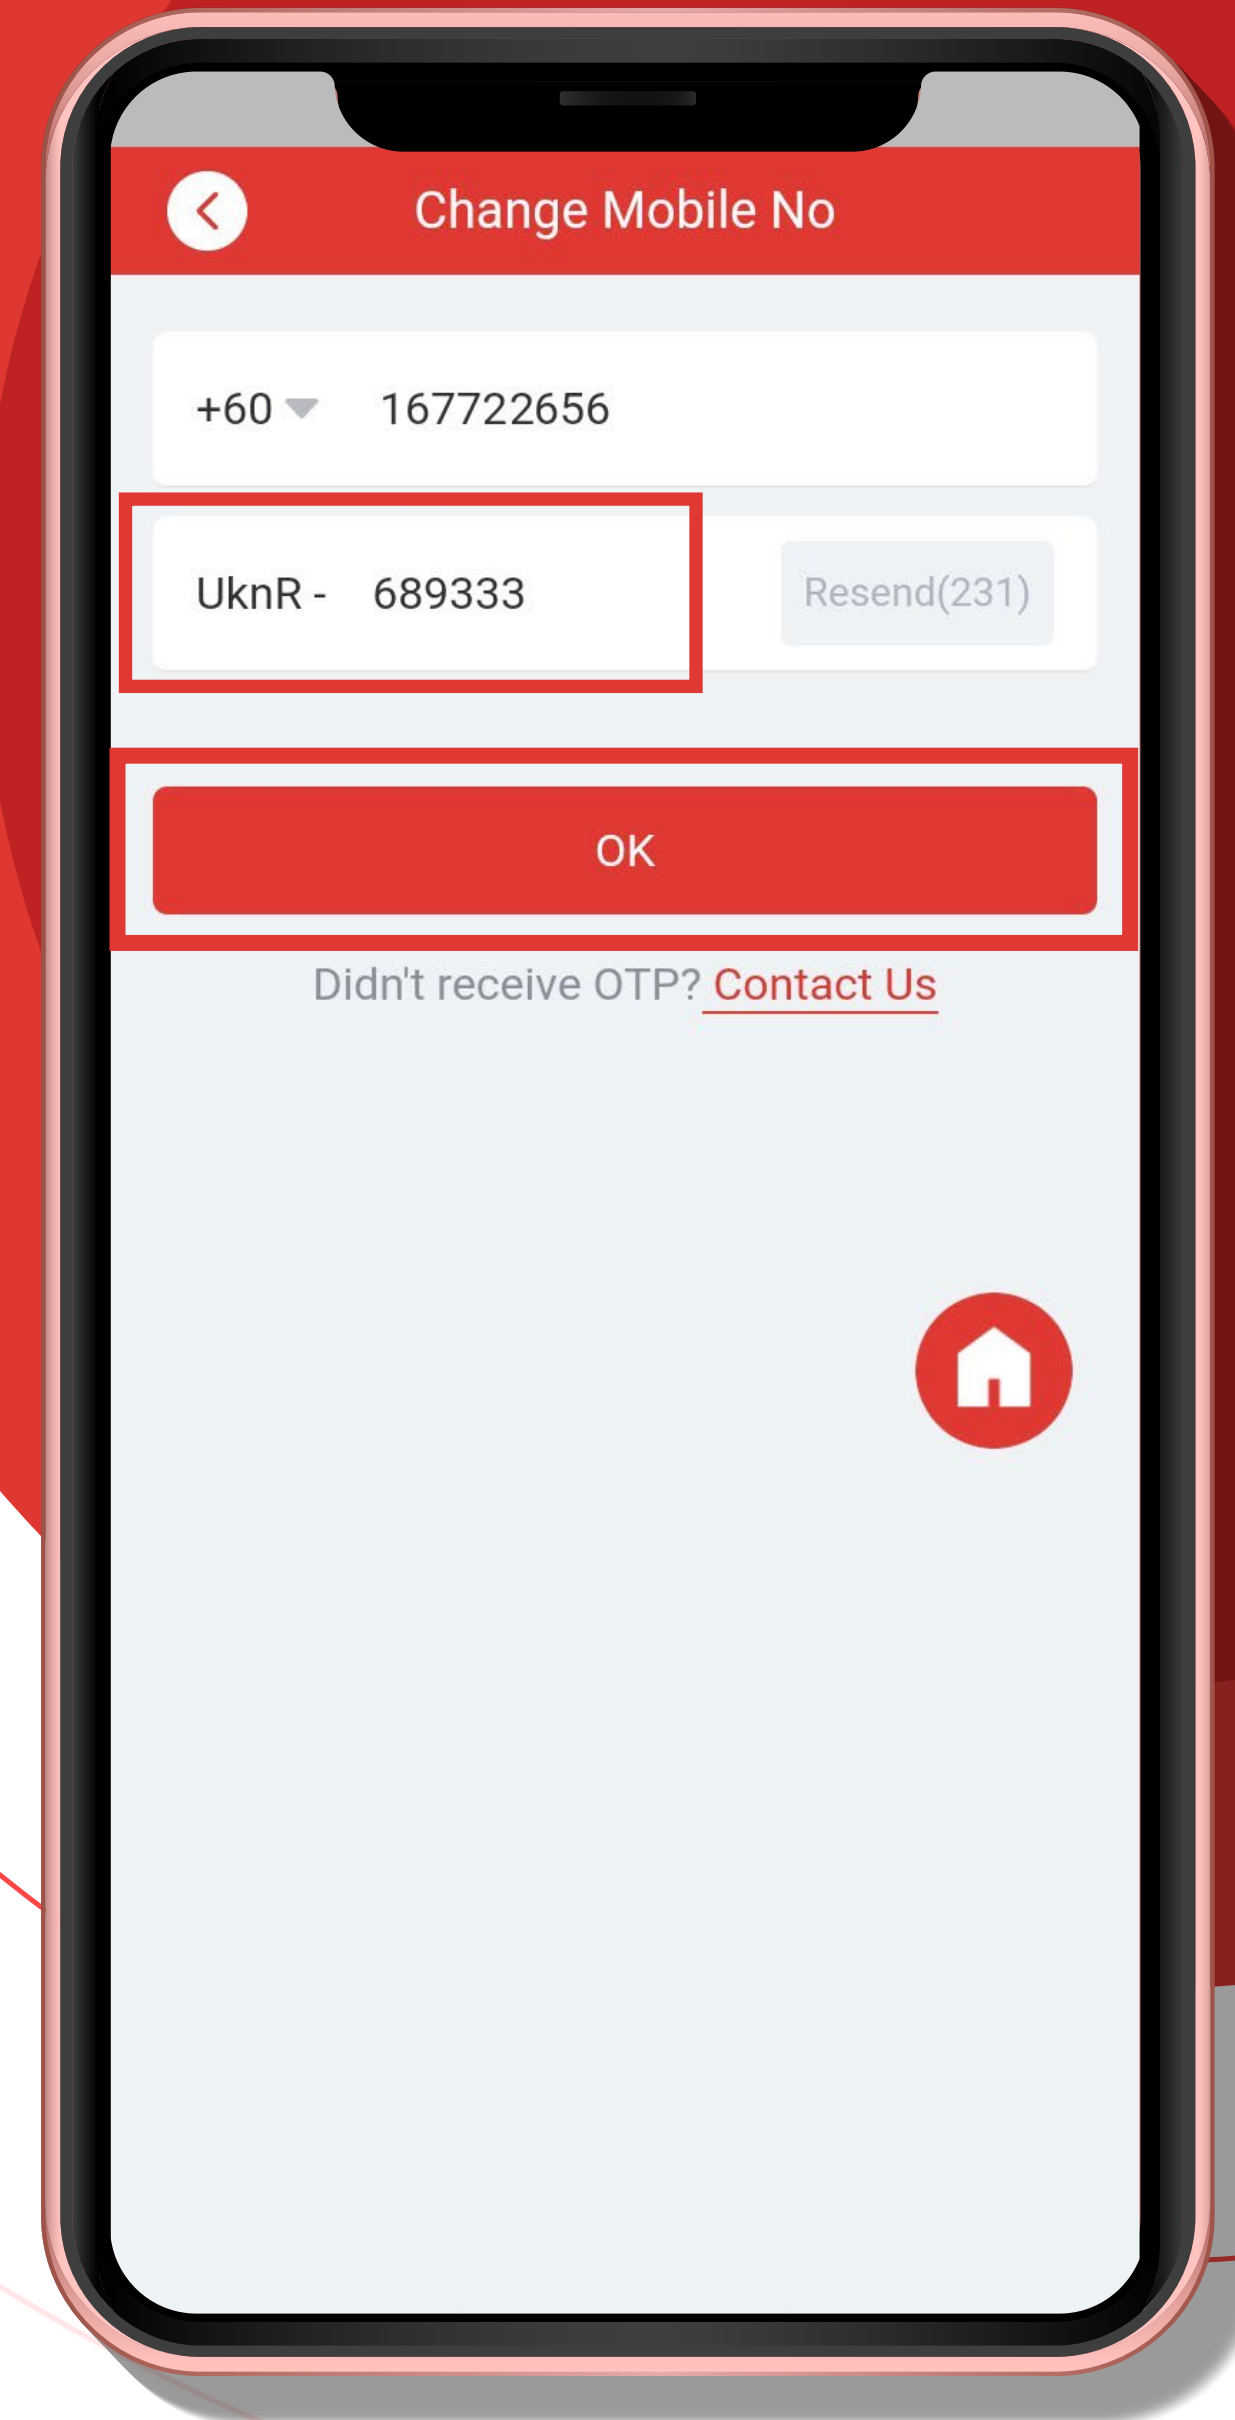 Change Mobile No
+60 167722656
UknR - 689333 Resend(231)
OK
Didn't receive OTP? Contact Us